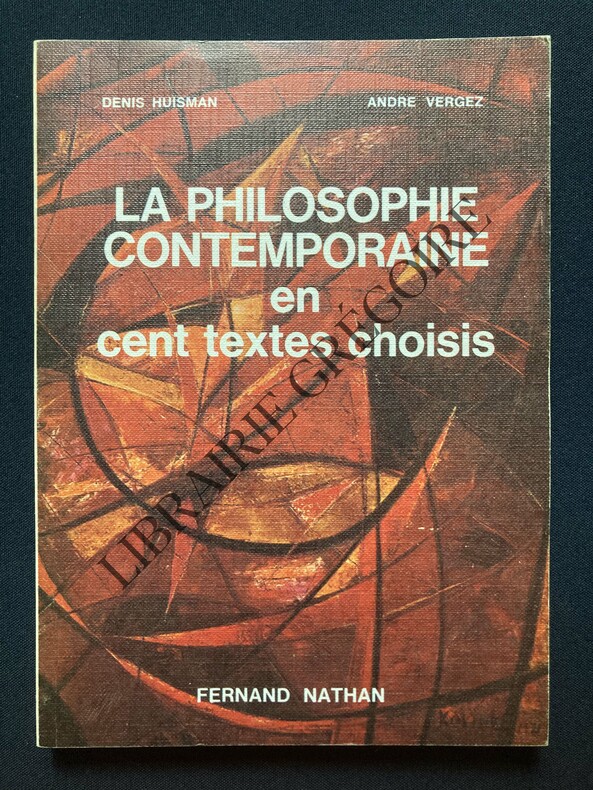 DENIS HUISMAN ANDRE VERGEZ
LA PHILOSOPHIE
CONTEMPORAINE
en
cent textes choisis
LIBRAIRIE GRÉGOIRE
FERNAND NATHAN